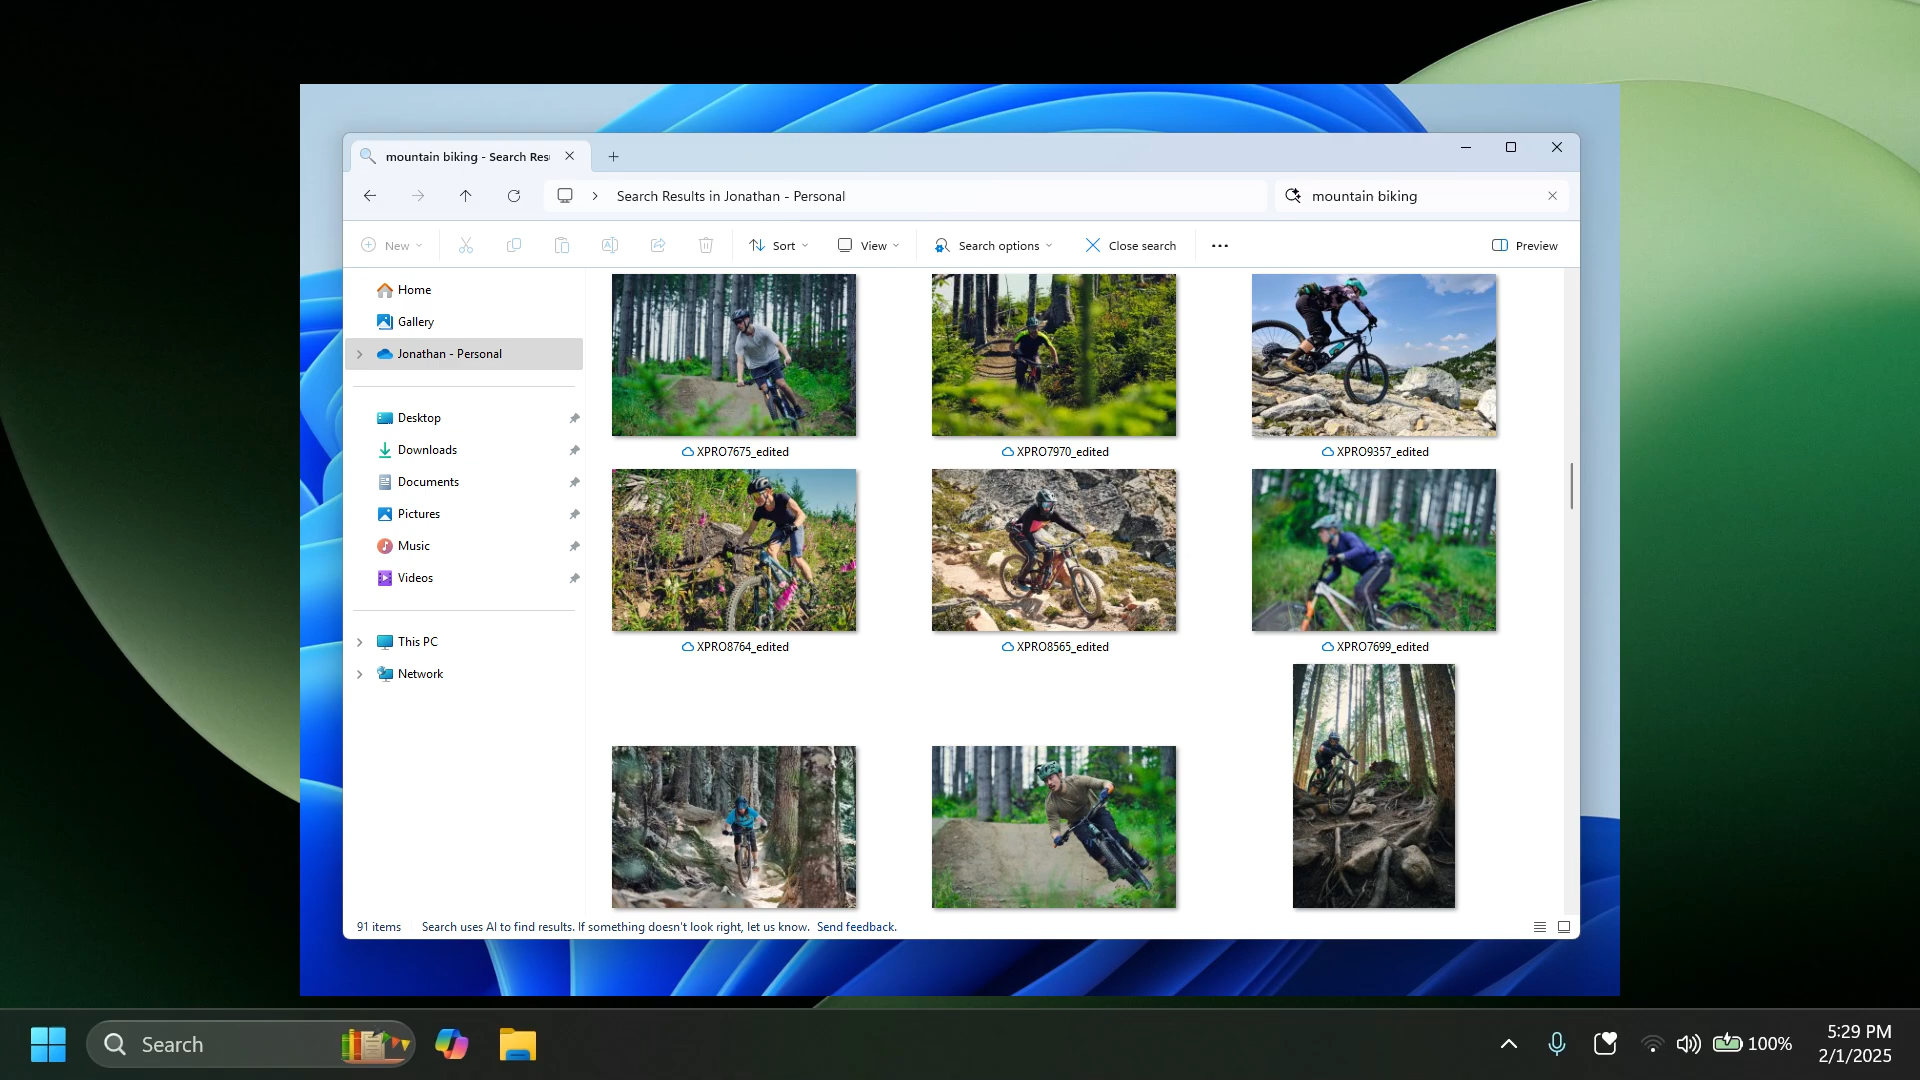 mountain biking - Search Res
Search Results in Jonathan - Personal
mountain biking
New
Sort
View
Search options
Close search
Preview
Home
Gallery
Jonathan - Personal
Desktop
Downloads
Documents
Pictures
Music
Videos
This PC
Network
XPRO7675_edited
XPRO7970_edited
XPRO9357_edited
XPRO8764_edited
XPRO8565_edited
XPRO7699_edited
91 items
Search uses AI to find results. If something doesn't look right, let us know. Send feedback.
Search
100%
5:29 PM
2/1/2025